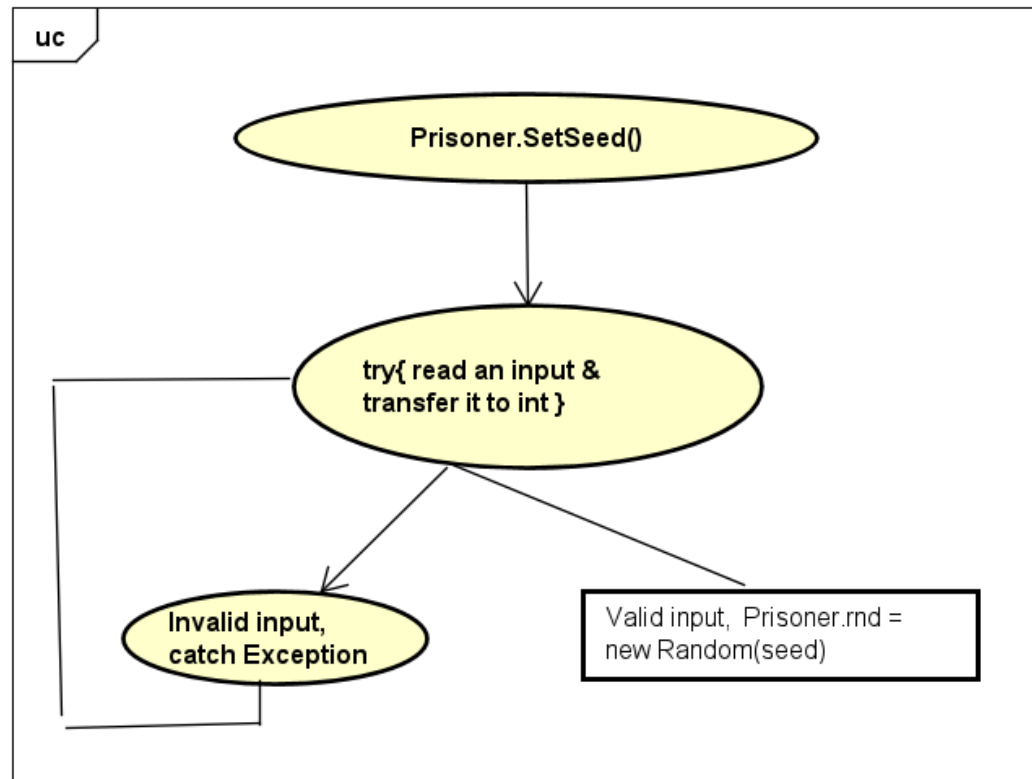 uc
Prisoner.SetSeed()
try{ read an input &
transfer it to int }
Invalid input,
catch Exception
Valid input, Prisoner.rnd =
new Random(seed)